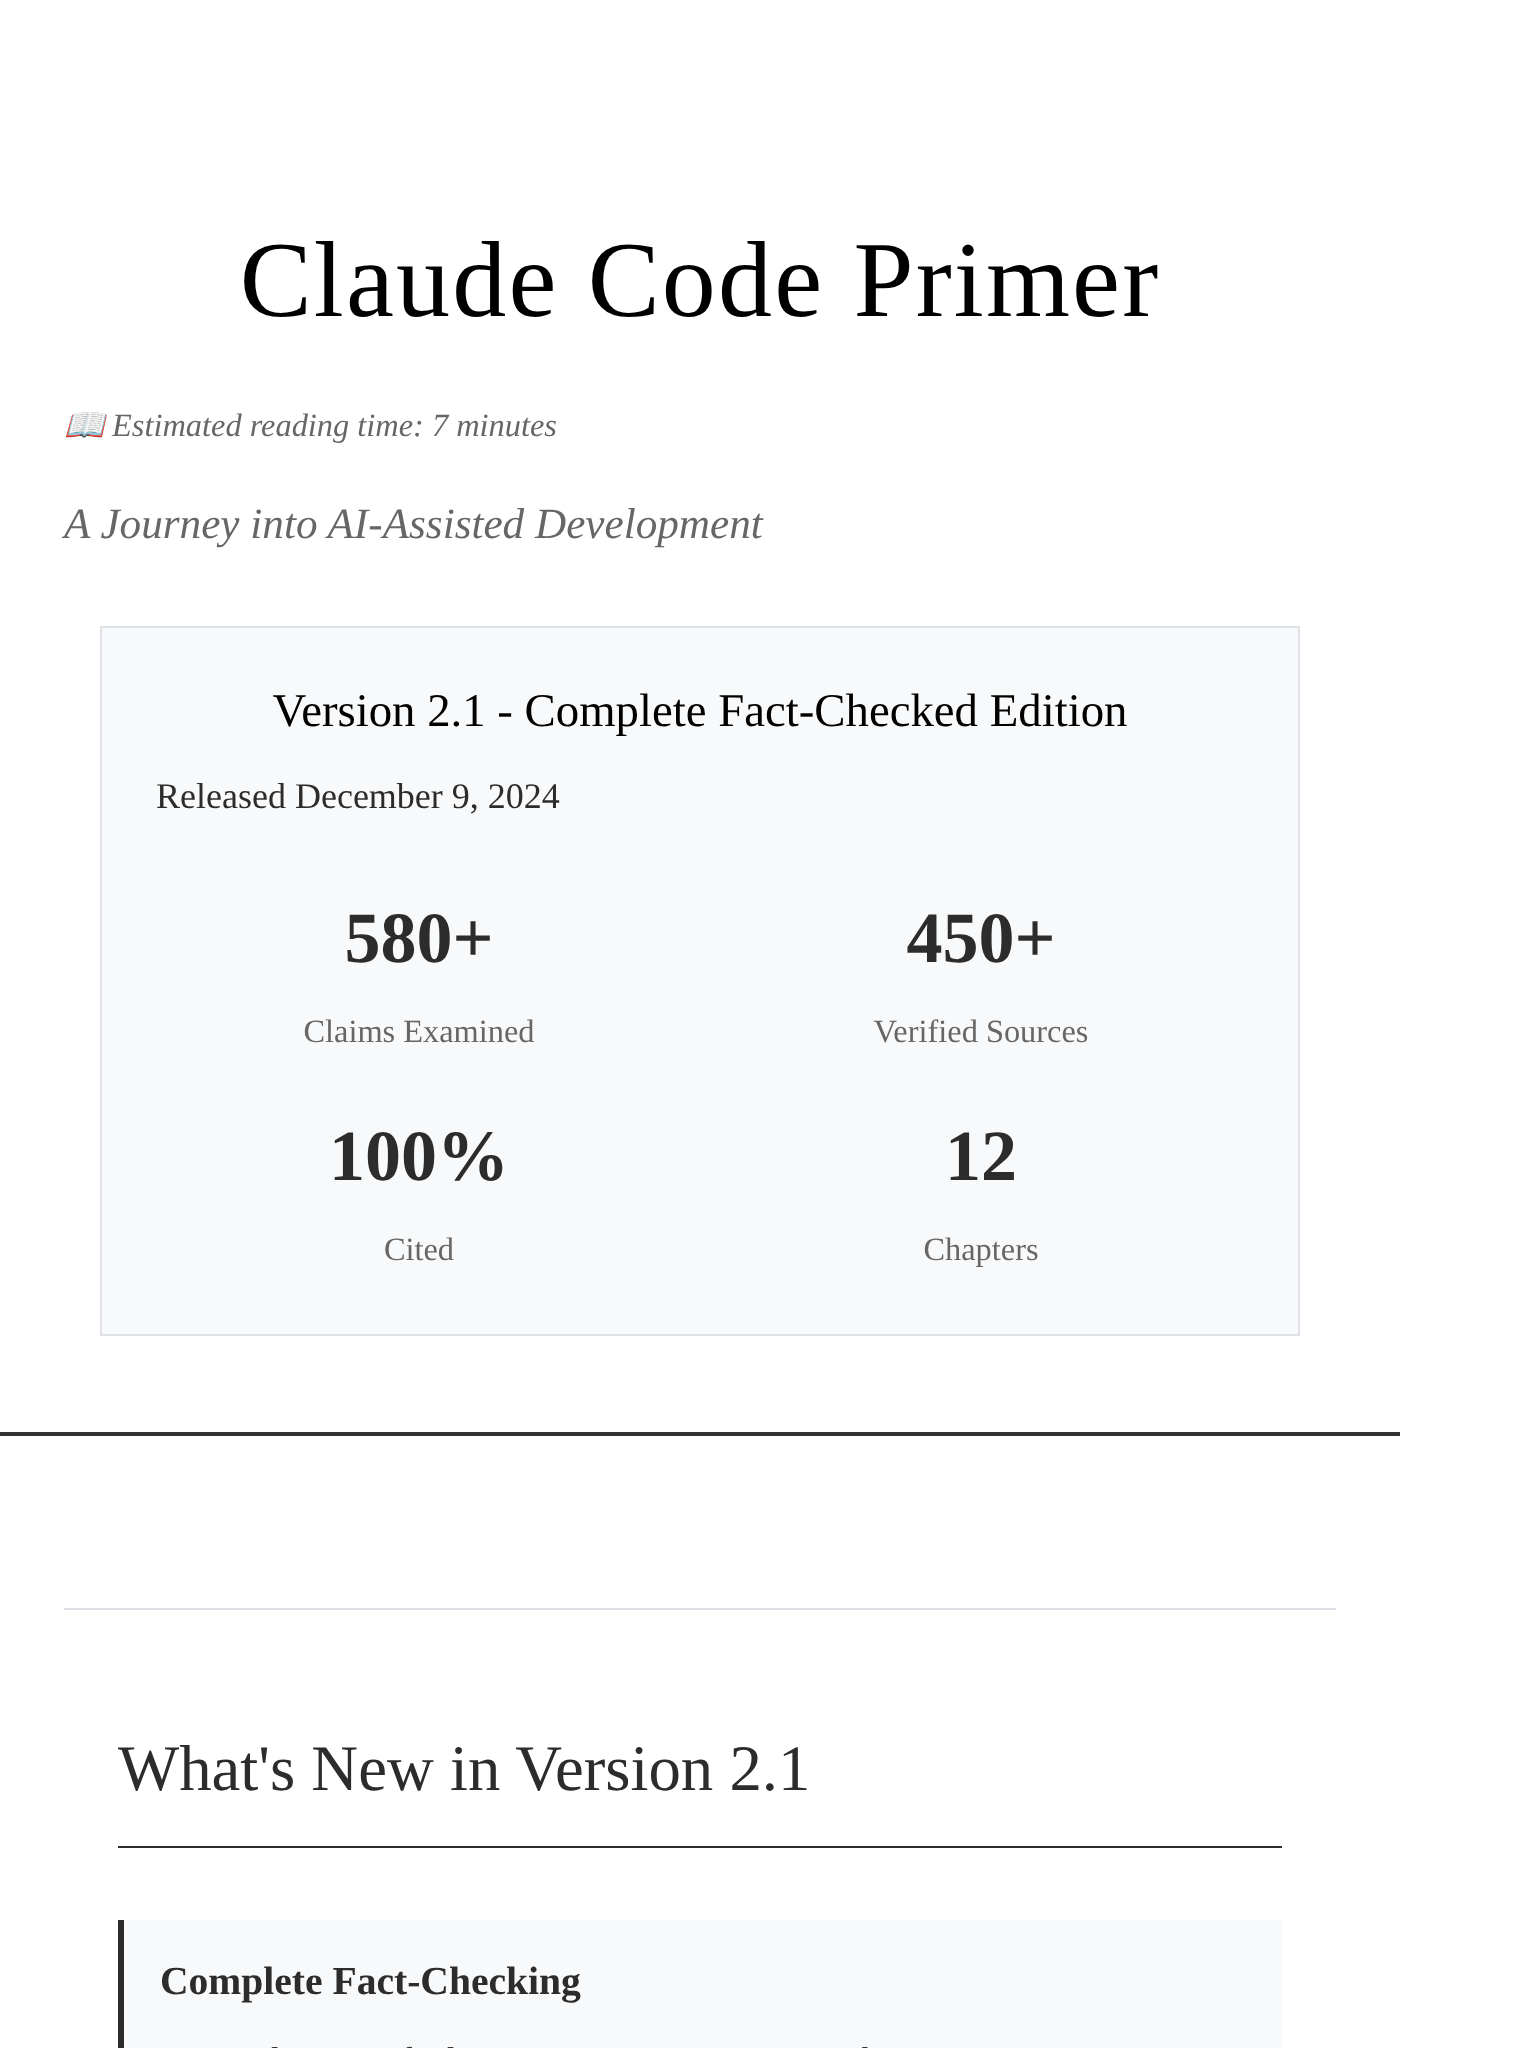 Claude Code Primer
📖 Estimated reading time: 7 minutes
A Journey into AI-Assisted Development
Version 2.1 - Complete Fact-Checked Edition
Released December 9, 2024
580+
Claims Examined
450+
Verified Sources
100%
Cited
12
Chapters
What's New in Version 2.1
Complete Fact-Checking